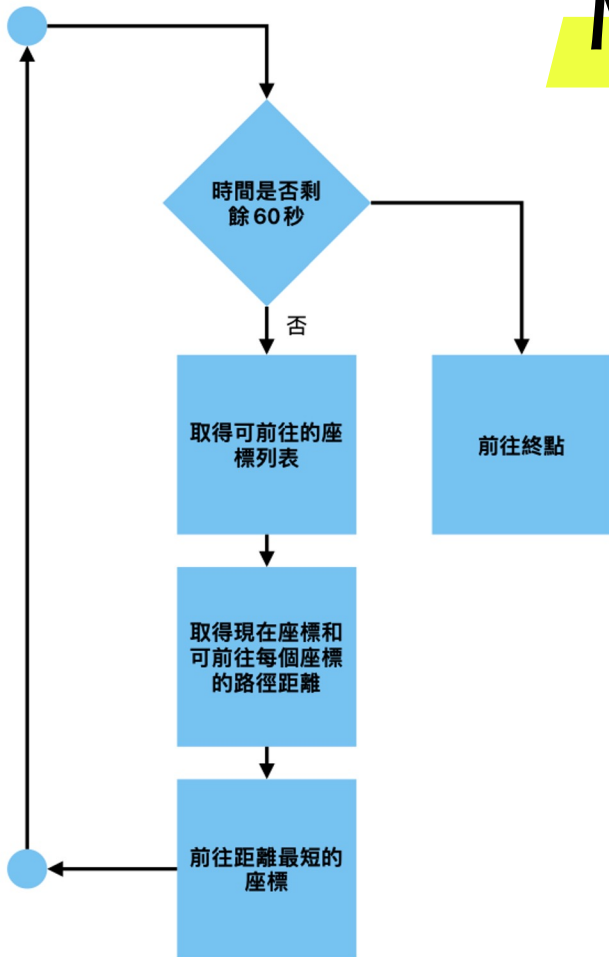 時間是否剩
餘60秒
否
取得可前往的座
標列表
前往終點
取得現在座標和
可前往每個座標
的路徑距離
前往距離最短的
座標